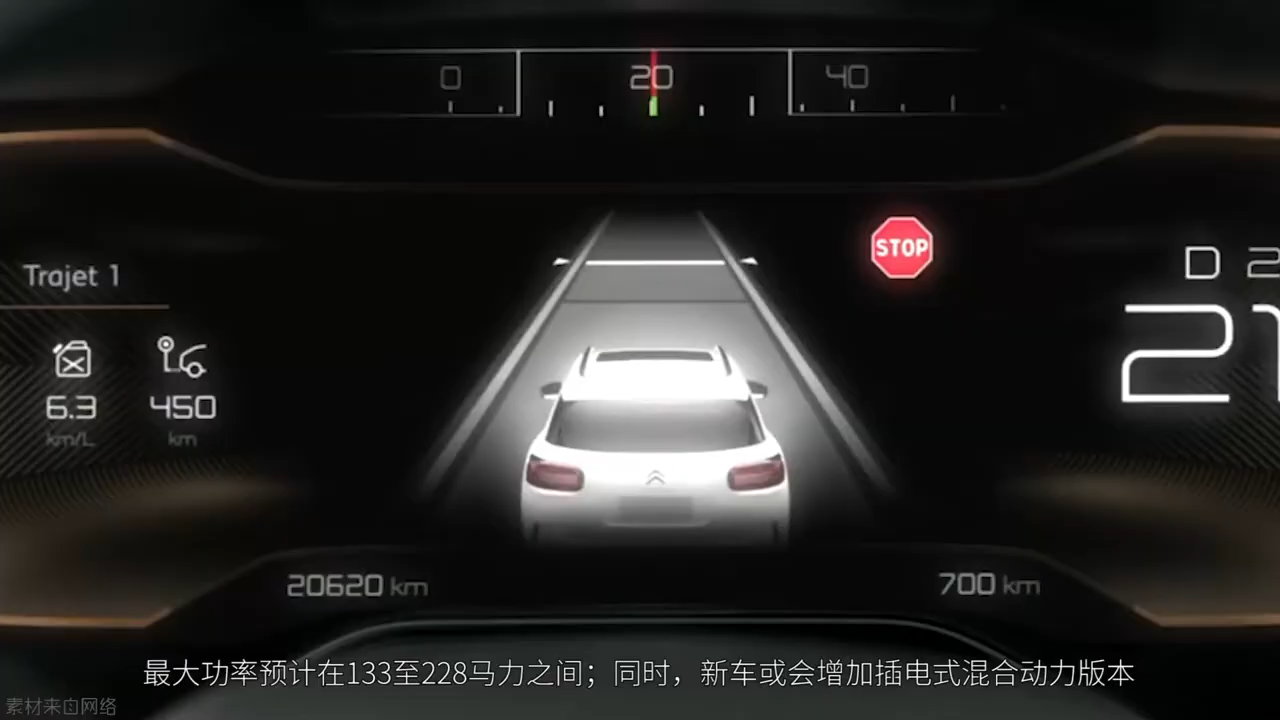 0 20 40
STOP
Trajet 1
D 2
21
6.3 450
km/L km
20620 km 700 km
最大功率预计在133至228马力之间；同时，新车或会增加插电式混合动力版本
素材来自网络